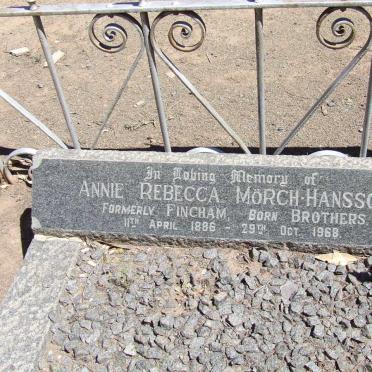 In Loving Memory of
ANNIE REBECCA MÖRCH-HANSSO
FORMERLY FINCHAM, BORN BROTHERS
11TH APRIL 1886 - 29TH OCT. 1968.